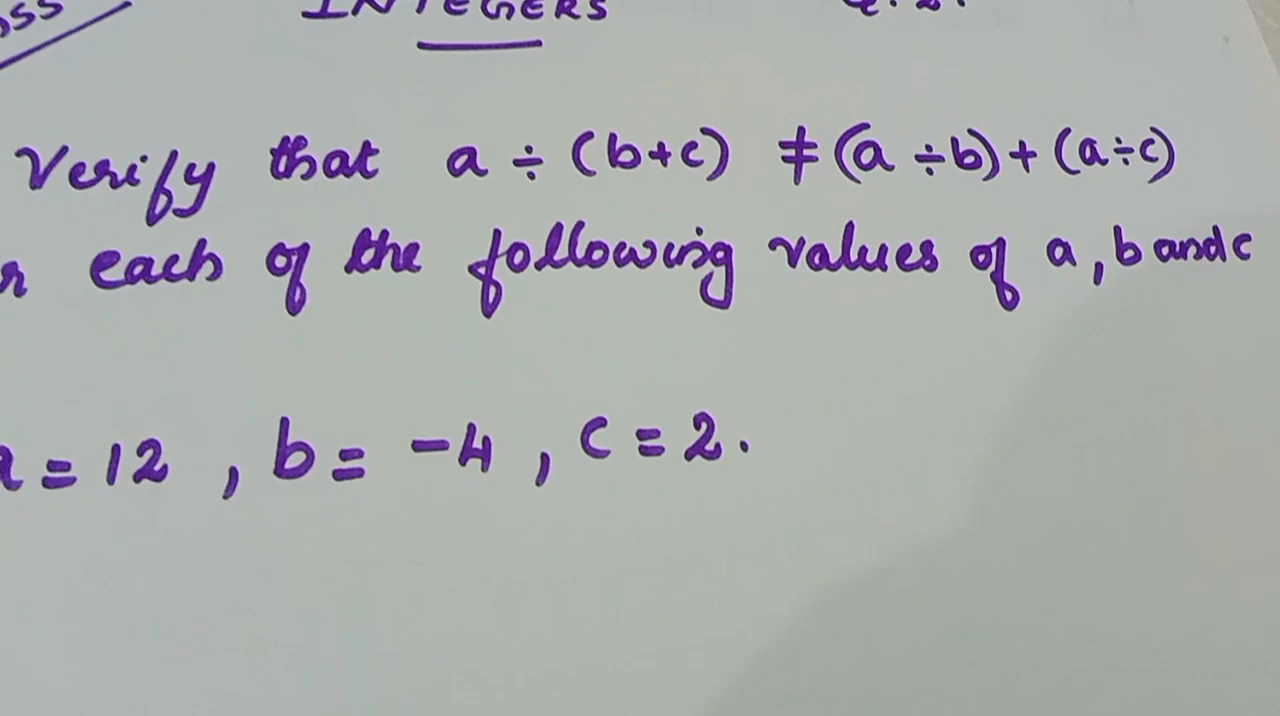 INTEGERS
Verify that a ÷ (b+c) ≠ (a ÷ b) + (a ÷ c)
each of the following values of a, b and c
= 12 , b = -4 , c = 2.